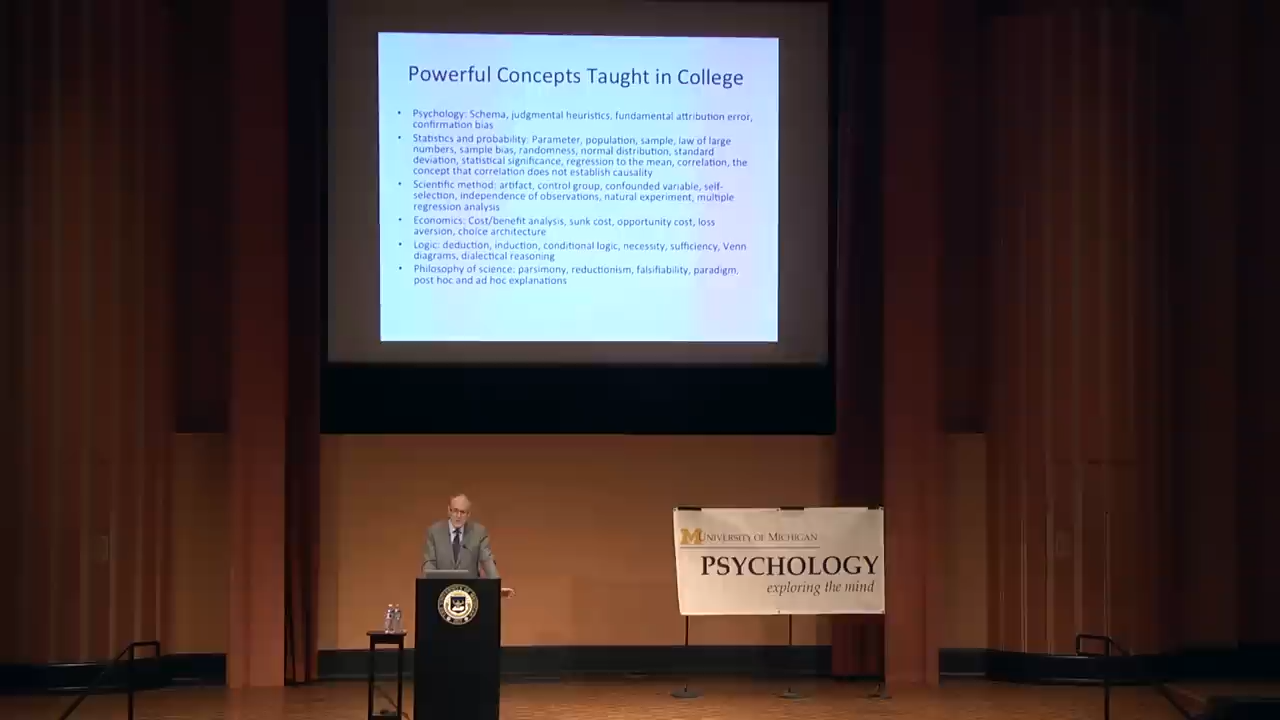 Powerful Concepts Taught in College
• Psychology: Schema, judgmental heuristics, fundamental attribution error,
confirmation bias
• Statistics and probability: Parameter, population, sample, law of large
numbers, sample bias, randomness, normal distribution, standard
deviation, statistical significance, regression to the mean, correlation, the
concept that correlation does not establish causality
• Scientific method: artifact, control group, confounded variable, self-
selection, independence of observations, natural experiment, multiple
regression analysis
• Economics: Cost/benefit analysis, sunk cost, opportunity cost, loss
aversion, choice architecture
• Logic: deduction, induction, conditional logic, necessity, sufficiency, Venn
diagrams, dialectical reasoning
• Philosophy of science: parsimony, reductionism, falsifiability, paradigm,
post hoc and ad hoc explanations
M UNIVERSITY OF MICHIGAN
PSYCHOLOGY
exploring the mind